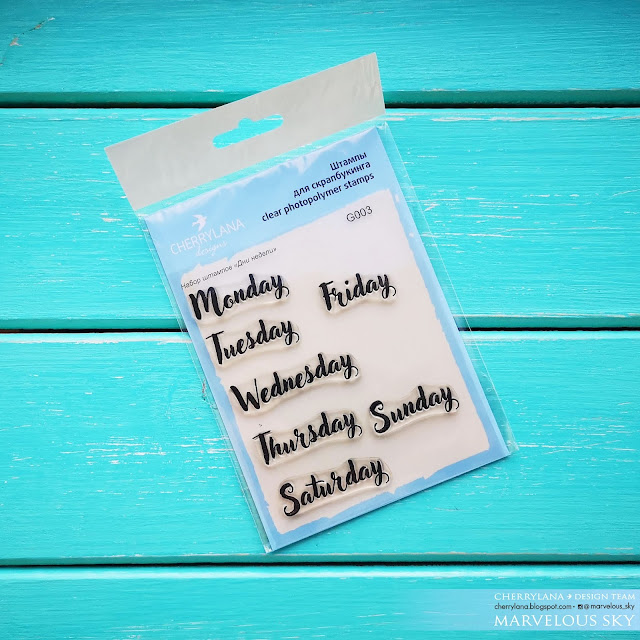 Штампы
для скрапбукинга
clear photopolymer stamps
CHERRYLANA
designs
G003
Набор штампов «Дни недели»
Monday
Friday
Tuesday
Wednesday
Thursday
Sunday
Saturday
CHERRYLANA DESIGN TEAM
cherrylana.blogspot.com - @marvelous_sky
MARVELOUS SKY